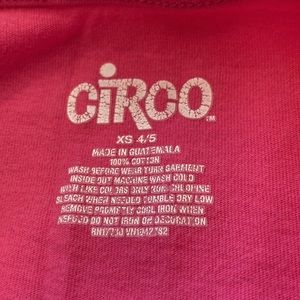 CiRCO
XS 4/5
MADE IN GUATEMALA
100% COTTON
WASH BEFORE WEAR TURN GARMENT
INSIDE OUT MACHINE WASH COLD
WITH LIKE COLORS ONLY NON CHLORINE
BLEACH WHEN NEEDED TUMBLE DRY LOW
REMOVE PROMPTLY COOL IRON WHEN
NEEDED DO NOT IRON ON DECORATION